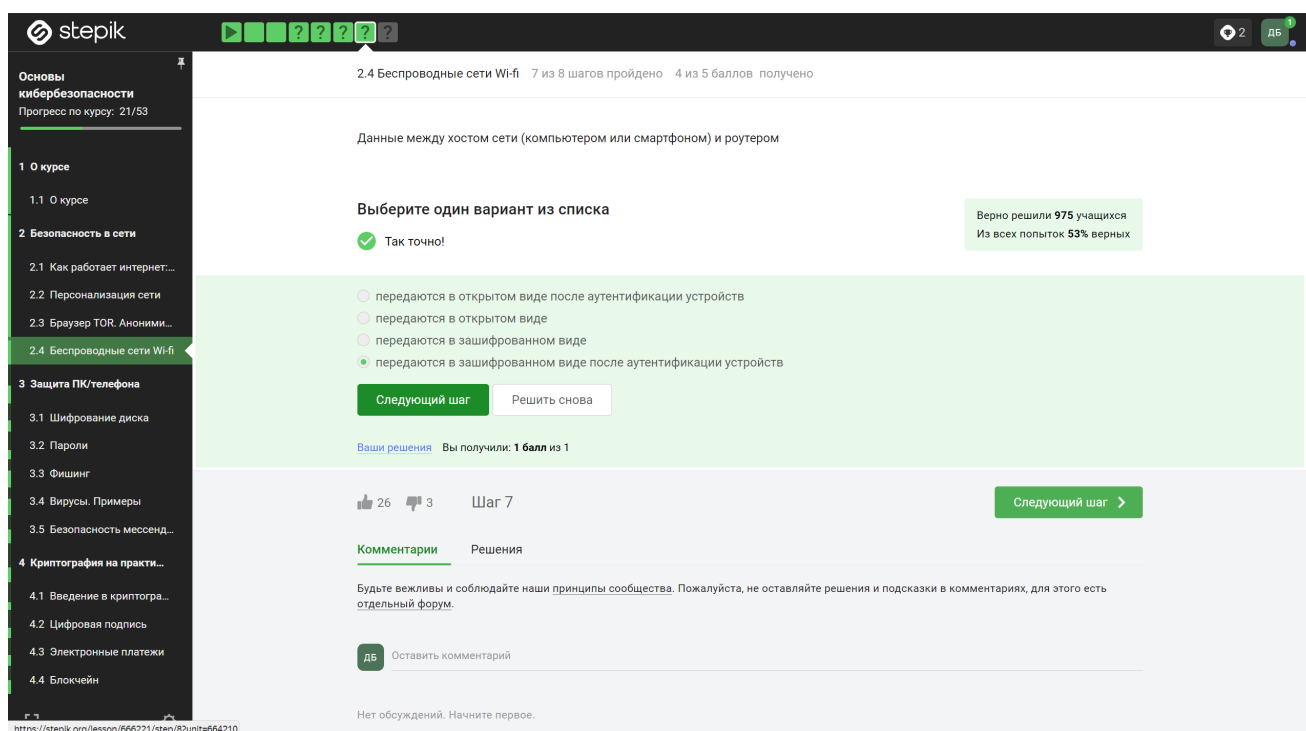 stepik
? ? ? ? ?
2
ДБ
1
Основы
кибербезопасности
Прогресс по курсу: 21/53
1 О курсе
1.1 О курсе
2 Безопасность в сети
2.1 Как работает интернет:...
2.2 Персонализация сети
2.3 Браузер TOR. Аноними...
2.4 Беспроводные сети Wi-fi
3 Защита ПК/телефона
3.1 Шифрование диска
3.2 Пароли
3.3 Фишинг
3.4 Вирусы. Примеры
3.5 Безопасность мессенд...
4 Криптография на практи...
4.1 Введение в криптогра...
4.2 Цифровая подпись
4.3 Электронные платежи
4.4 Блокчейн
https://stepik.org/lesson/666221/step/8?unit=664210
2.4 Беспроводные сети Wi-fi 7 из 8 шагов пройдено 4 из 5 баллов получено
Данные между хостом сети (компьютером или смартфоном) и роутером
Выберите один вариант из списка
Так точно!
Верно решили 975 учащихся
Из всех попыток 53% верных
передаются в открытом виде после аутентификации устройств
передаются в открытом виде
передаются в зашифрованном виде
передаются в зашифрованном виде после аутентификации устройств
Следующий шаг Решить снова
Ваши решения Вы получили: 1 балл из 1
26 3 Шаг 7 Следующий шаг
Комментарии Решения
Будьте вежливы и соблюдайте наши принципы сообщества. Пожалуйста, не оставляйте решения и подсказки в комментариях, для этого есть
отдельный форум.
ДБ Оставить комментарий
Нет обсуждений. Начните первое.